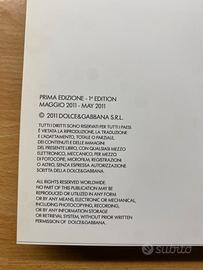 PRIMA EDIZIONE - 1ª EDITION
MAGGIO 2011 - MAY 2011
© 2011 DOLCE&GABBANA S.R.L.
TUTTI I DIRITTI SONO RISERVATI PER TUTTI I PAESI.
È VIETATA LA RIPRODUZIONE, LA TRADUZIONE
E L'ADATTAMENTO, TOTALE O PARZIALE,
DEI CONTENUTI E DELLE IMMAGINI
DEL PRESENTE LIBRO, CON QUALSIASI MEZZO
ELETTRONICO, MECCANICO, PER MEZZO
DI FOTOCOPIE, MICROFILM, REGISTRAZIONI
O ALTRO, SENZA ESPRESSA AUTORIZZAZIONE
SCRITTA DELLA DOLCE&GABBANA.
ALL RIGHTS RESERVED WORLDWIDE.
NO PART OF THIS PUBLICATION MAY BE
REPRODUCED OR UTILIZED IN ANY FORM
OR BY ANY MEANS, ELECTRONIC OR MECHANICAL,
INCLUDING PHOTOCOPYING, RECORDING,
OR BY ANY INFORMATION STORAGE
OR RETRIEVAL SYSTEM, WITHOUT PRIOR WRITTEN
PERMISSION OF DOLCE&GABBANA.
subito